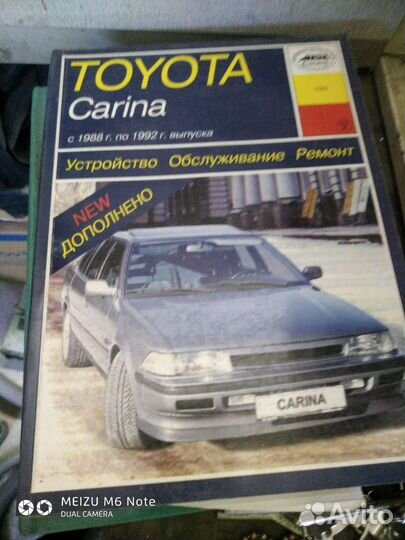 TOYOTA
Carina
с 1988 г. по 1992 г. выпуска
Устройство Обслуживание Ремонт
NEW
ДОПОЛНЕНО
CARINA
MEIZU M6 Note
DUAL CAMERA
Avito